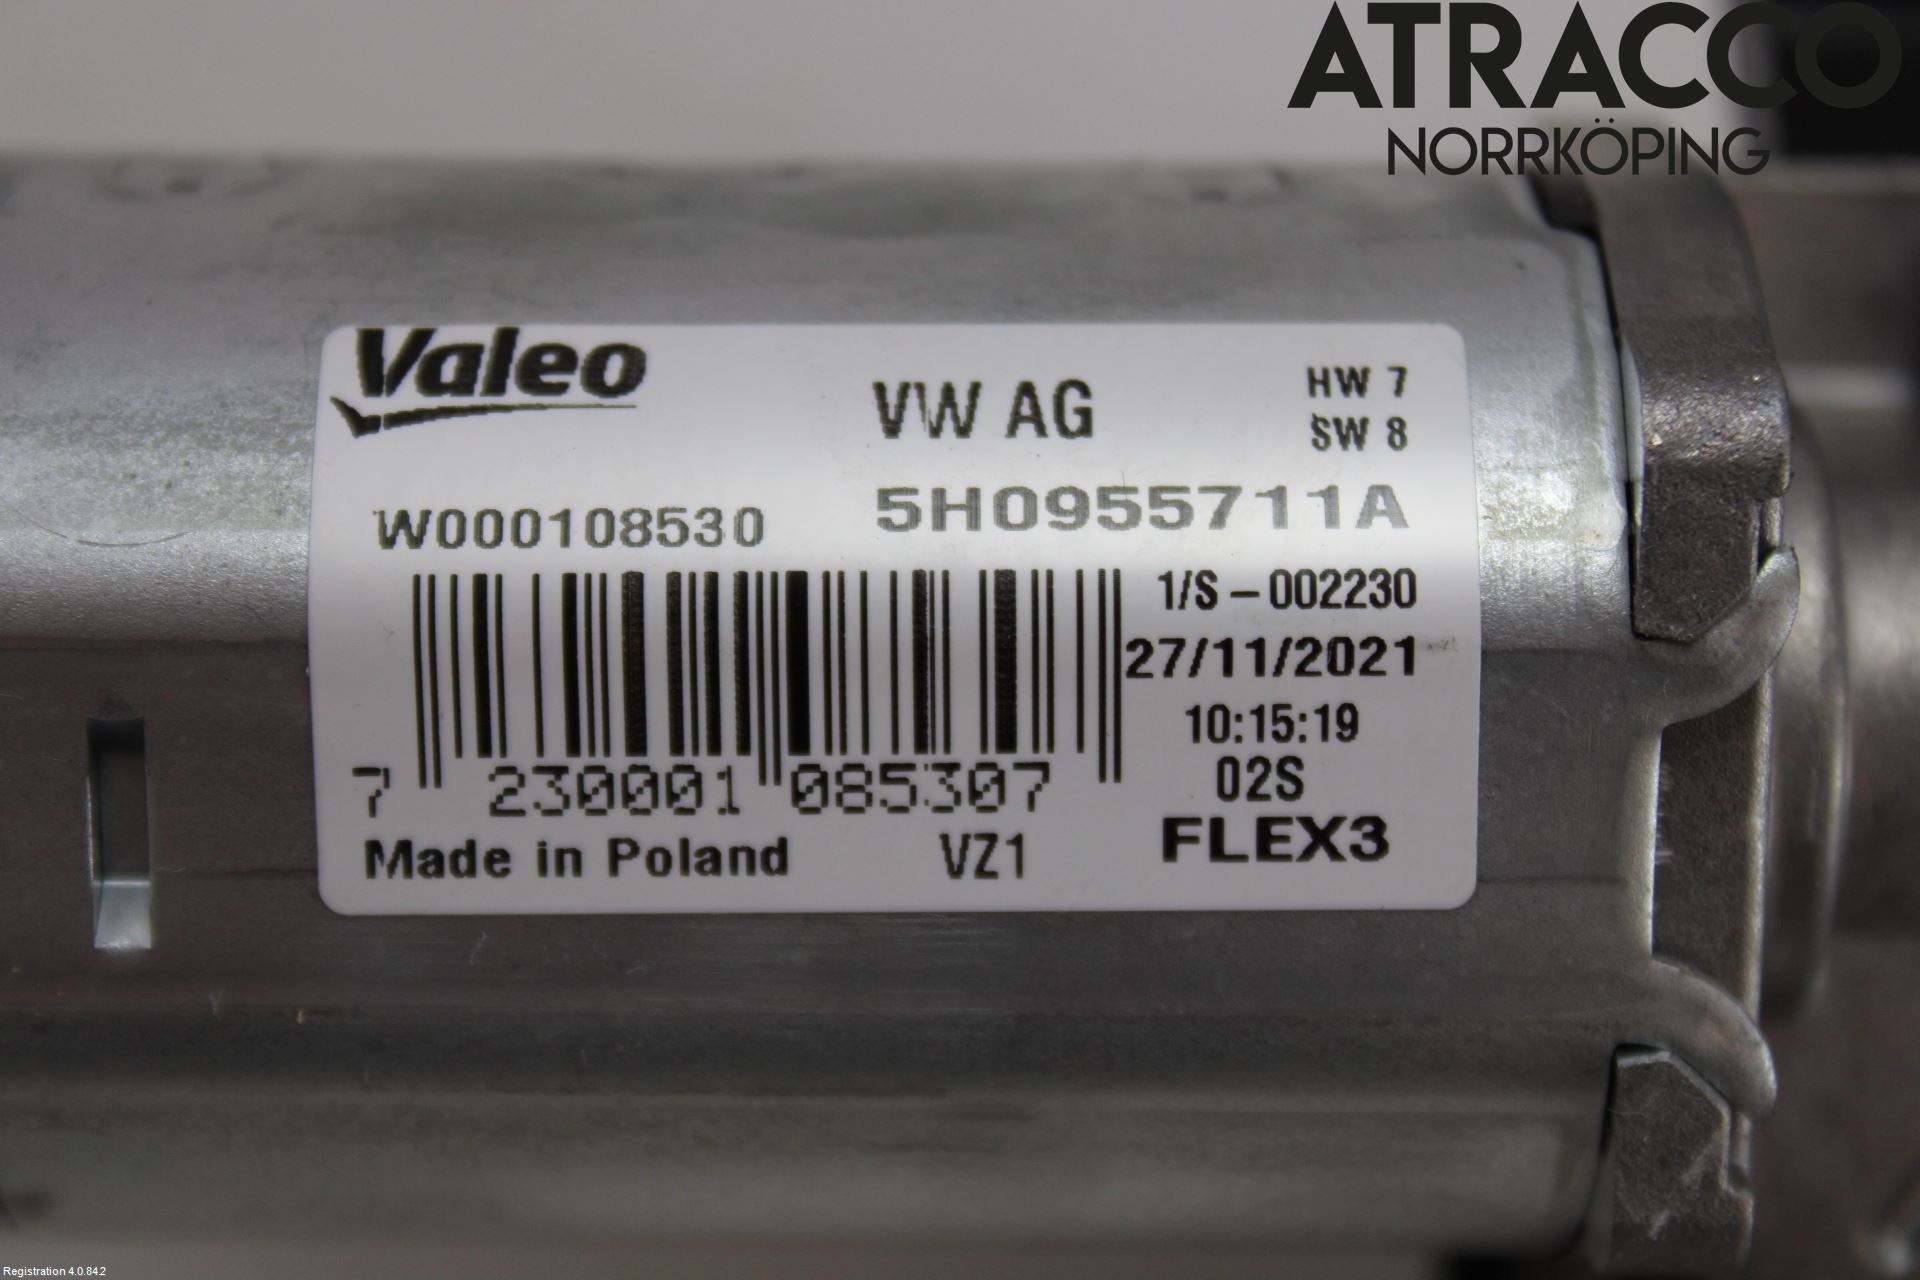 ATRACCO
NORRKÖPING
Valeo
VW AG
HW 7
SW 8
W000108530
5H0955711A
1/S – 002230
27/11/2021
10:15:19
02S
7 230001 085307
Made in Poland
VZ1
FLEX3
Registration 4.0.84.2